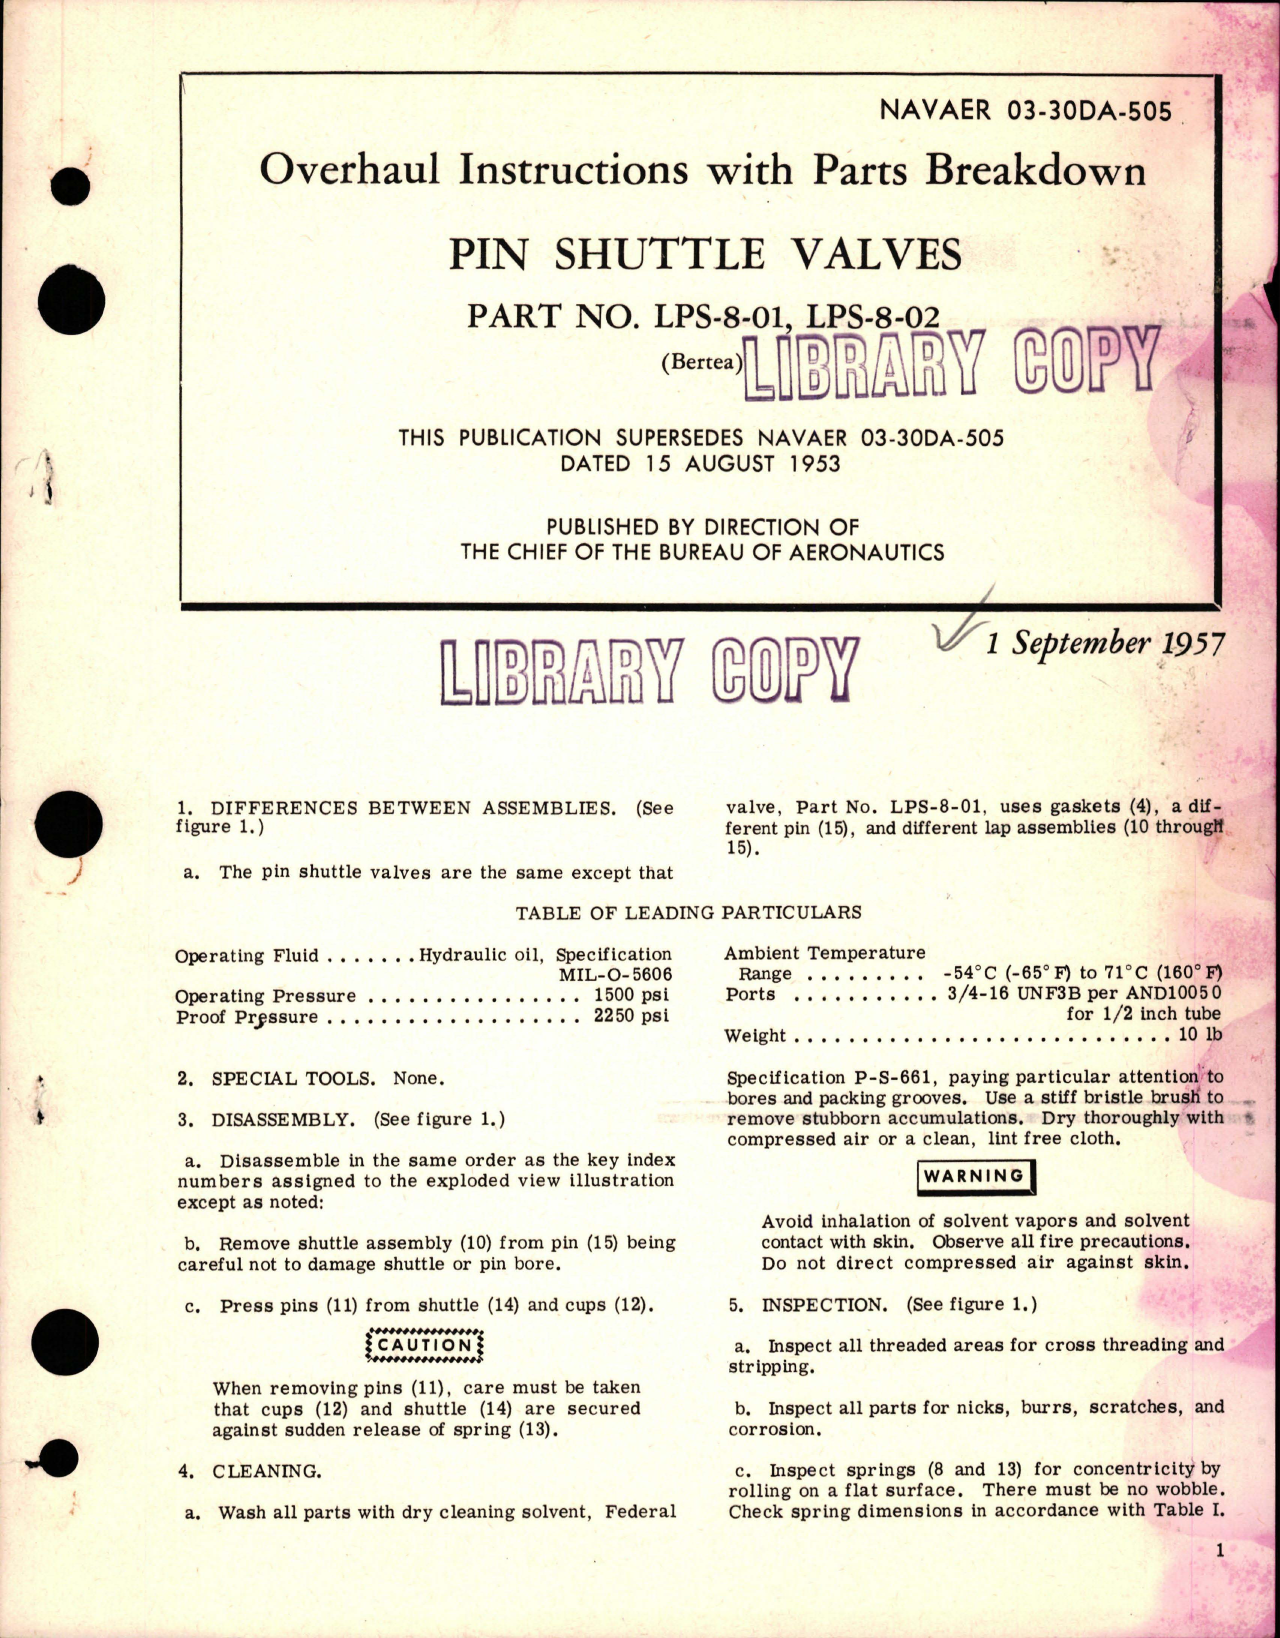 NAVAER 03-30DA-505
Overhaul Instructions with Parts Breakdown
PIN SHUTTLE VALVES
PART NO. LPS-8-01, LPS-8-02
(Bertea)
LIBRARY COPY
THIS PUBLICATION SUPERSEDES NAVAER 03-30DA-505
DATED 15 AUGUST 1953
PUBLISHED BY DIRECTION OF
THE CHIEF OF THE BUREAU OF AERONAUTICS
1 September 1957
LIBRARY COPY
1. DIFFERENCES BETWEEN ASSEMBLIES. (See
figure 1.)
a. The pin shuttle valves are the same except that
valve, Part No. LPS-8-01, uses gaskets (4), a dif-
ferent pin (15), and different lap assemblies (10 through
15).
TABLE OF LEADING PARTICULARS
Operating Fluid . . . . . . . Hydraulic oil, Specification
MIL-O-5606
Operating Pressure . . . . . . . . . . . . . . . . 1500 psi
Proof Pressure . . . . . . . . . . . . . . . . . . . 2250 psi
Ambient Temperature
Range . . . . . . . . . -54°C (-65°F) to 71°C (160°F)
Ports . . . . . . . . . . . 3/4-16 UNF3B per AND10050
for 1/2 inch tube
Weight . . . . . . . . . . . . . . . . . . . . . . . . . . . . 10 lb
2. SPECIAL TOOLS. None.
3. DISASSEMBLY. (See figure 1.)
a. Disassemble in the same order as the key index
numbers assigned to the exploded view illustration
except as noted:
b. Remove shuttle assembly (10) from pin (15) being
careful not to damage shuttle or pin bore.
c. Press pins (11) from shuttle (14) and cups (12).
CAUTION
When removing pins (11), care must be taken
that cups (12) and shuttle (14) are secured
against sudden release of spring (13).
4. CLEANING.
a. Wash all parts with dry cleaning solvent, Federal
Specification P-S-661, paying particular attention to
bores and packing grooves. Use a stiff bristle brush to
remove stubborn accumulations. Dry thoroughly with
compressed air or a clean, lint free cloth.
WARNING
Avoid inhalation of solvent vapors and solvent
contact with skin. Observe all fire precautions.
Do not direct compressed air against skin.
5. INSPECTION. (See figure 1.)
a. Inspect all threaded areas for cross threading and
stripping.
b. Inspect all parts for nicks, burrs, scratches, and
corrosion.
c. Inspect springs (8 and 13) for concentricity by
rolling on a flat surface. There must be no wobble.
Check spring dimensions in accordance with Table I.
1